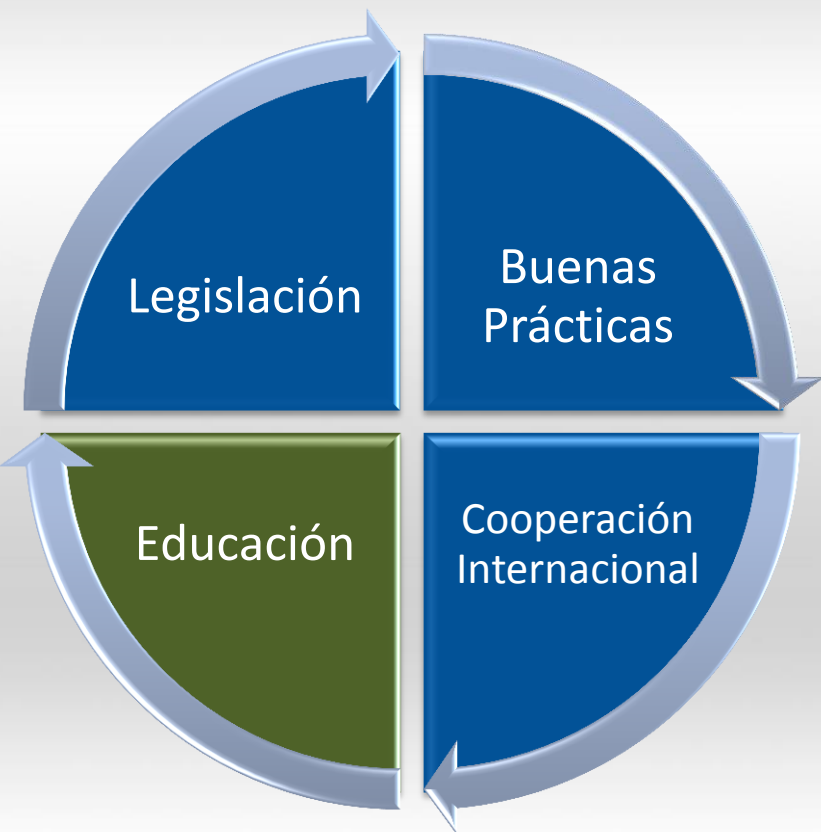 Legislación
Buenas
Prácticas
Educación
Cooperación
Internacional